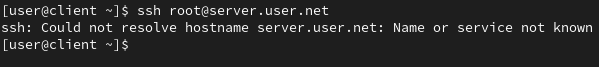 [user@client ~]$ ssh root@server.user.net
ssh: Could not resolve hostname server.user.net: Name or service not known
[user@client ~]$